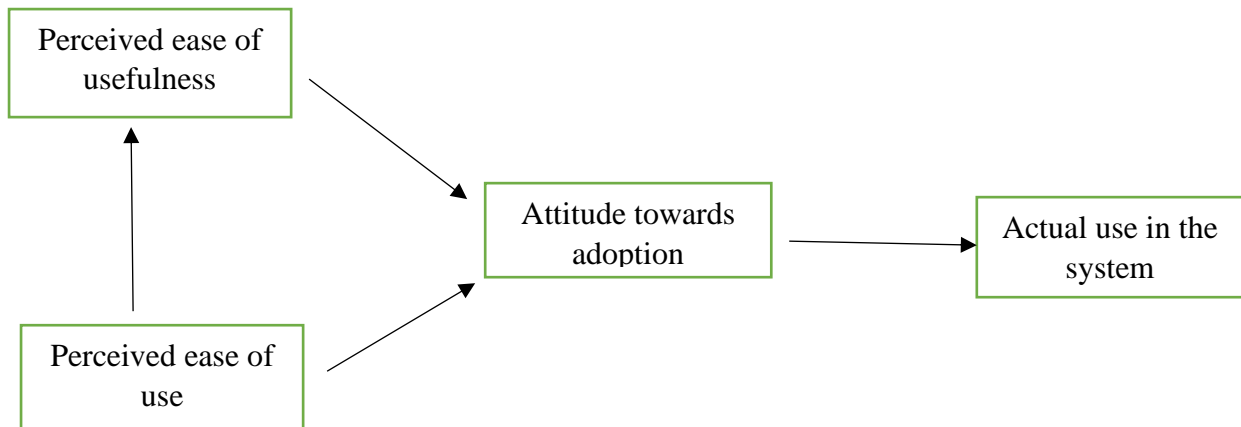 Perceived ease of
usefulness
Attitude towards
adoption
Actual use in the
system
Perceived ease of
use